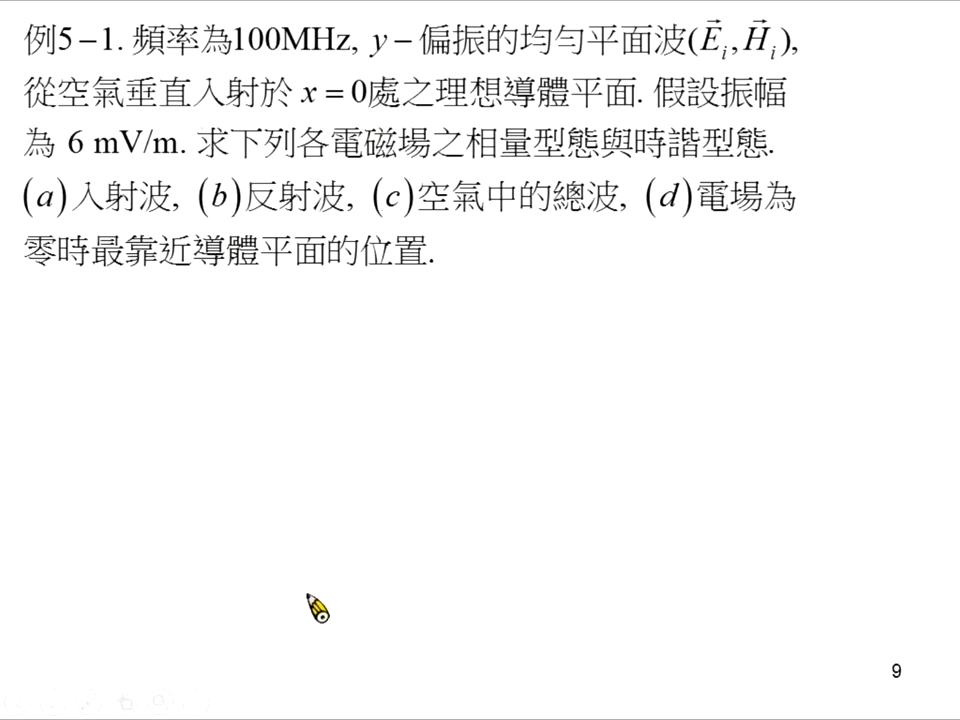 例5−1. 頻率為100MHz, y − 偏振的均勻平面波(E⃗ᵢ, H⃗ᵢ),
從空氣垂直入射於 x = 0處之理想導體平面. 假設振幅
為 6 mV/m. 求下列各電磁場之相量型態與時諧型態.
(a)入射波, (b)反射波, (c)空氣中的總波, (d)電場為
零時最靠近導體平面的位置.
9